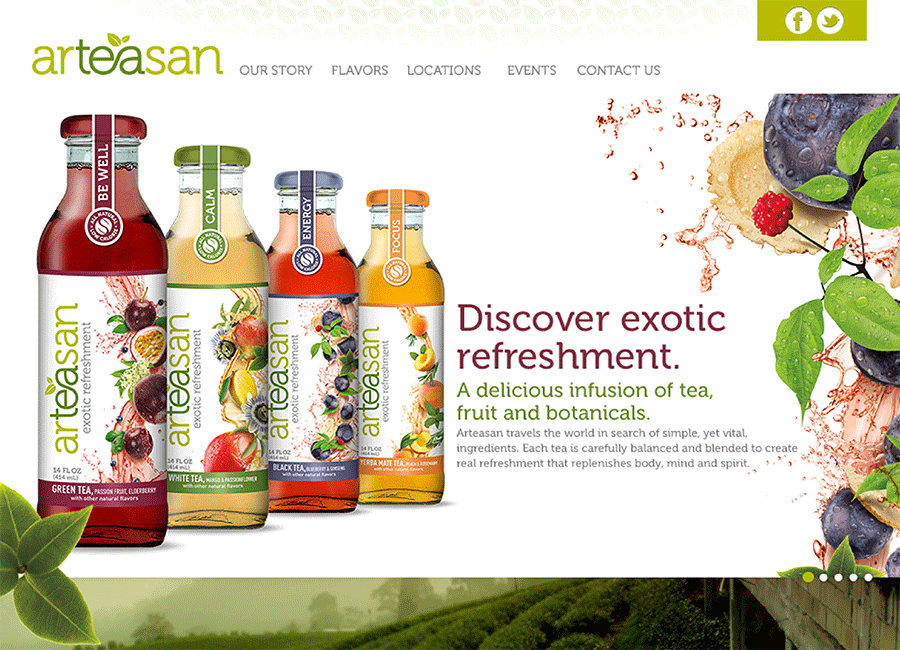 arteasan
OUR STORY
FLAVORS
LOCATIONS
EVENTS
CONTACT US
BE WELL
ALL NATURAL
LOW CALORIE
arteasan
exotic refreshment
14 FL OZ
(414 mL)
GREEN TEA, PASSION FRUIT, ELDERBERRY
with other natural flavors
CALM
arteasan
exotic refreshment
14 FL OZ
(414 mL)
WHITE TEA, MANGO & PASSIONFLOWER
with other natural flavors
ENERGY
arteasan
exotic refreshment
14 FL OZ
(414 mL)
BLACK TEA, BLUEBERRY & GINSENG
with other natural flavors
FOCUS
arteasan
exotic refreshment
14 FL OZ
(414 mL)
YERBA MATE TEA, PEACH & ROSEMARY
with other natural flavors
Discover exotic
refreshment.
A delicious infusion of tea,
fruit and botanicals.
Arteasan travels the world in search of simple, yet vital,
ingredients. Each tea is carefully balanced and blended to create
real refreshment that replenishes body, mind and spirit.